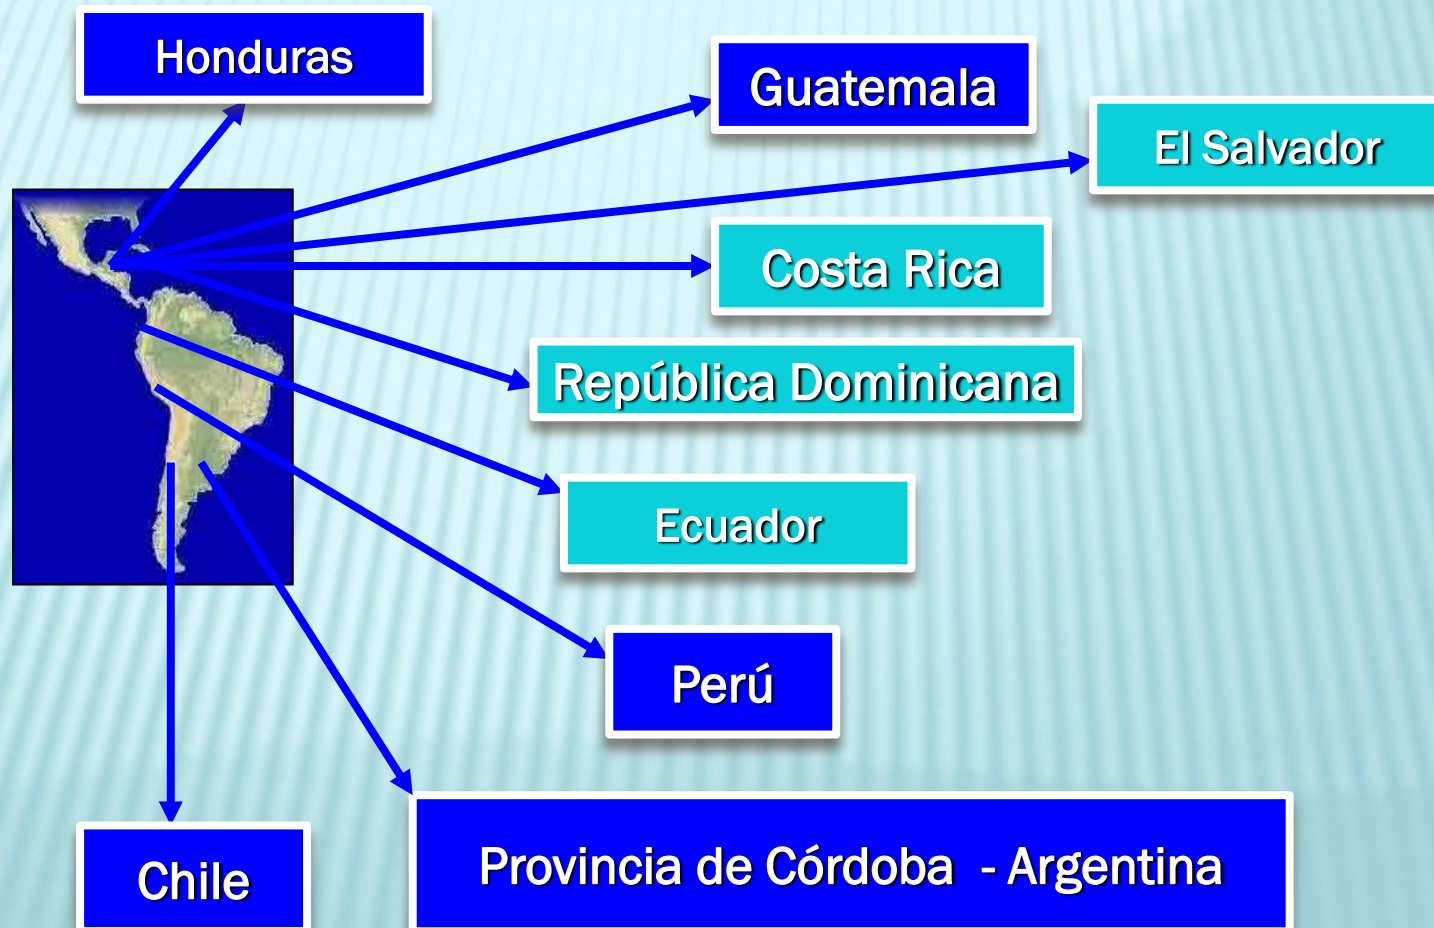 Honduras
Guatemala
El Salvador
Costa Rica
República Dominicana
Ecuador
Perú
Provincia de Córdoba - Argentina
Chile